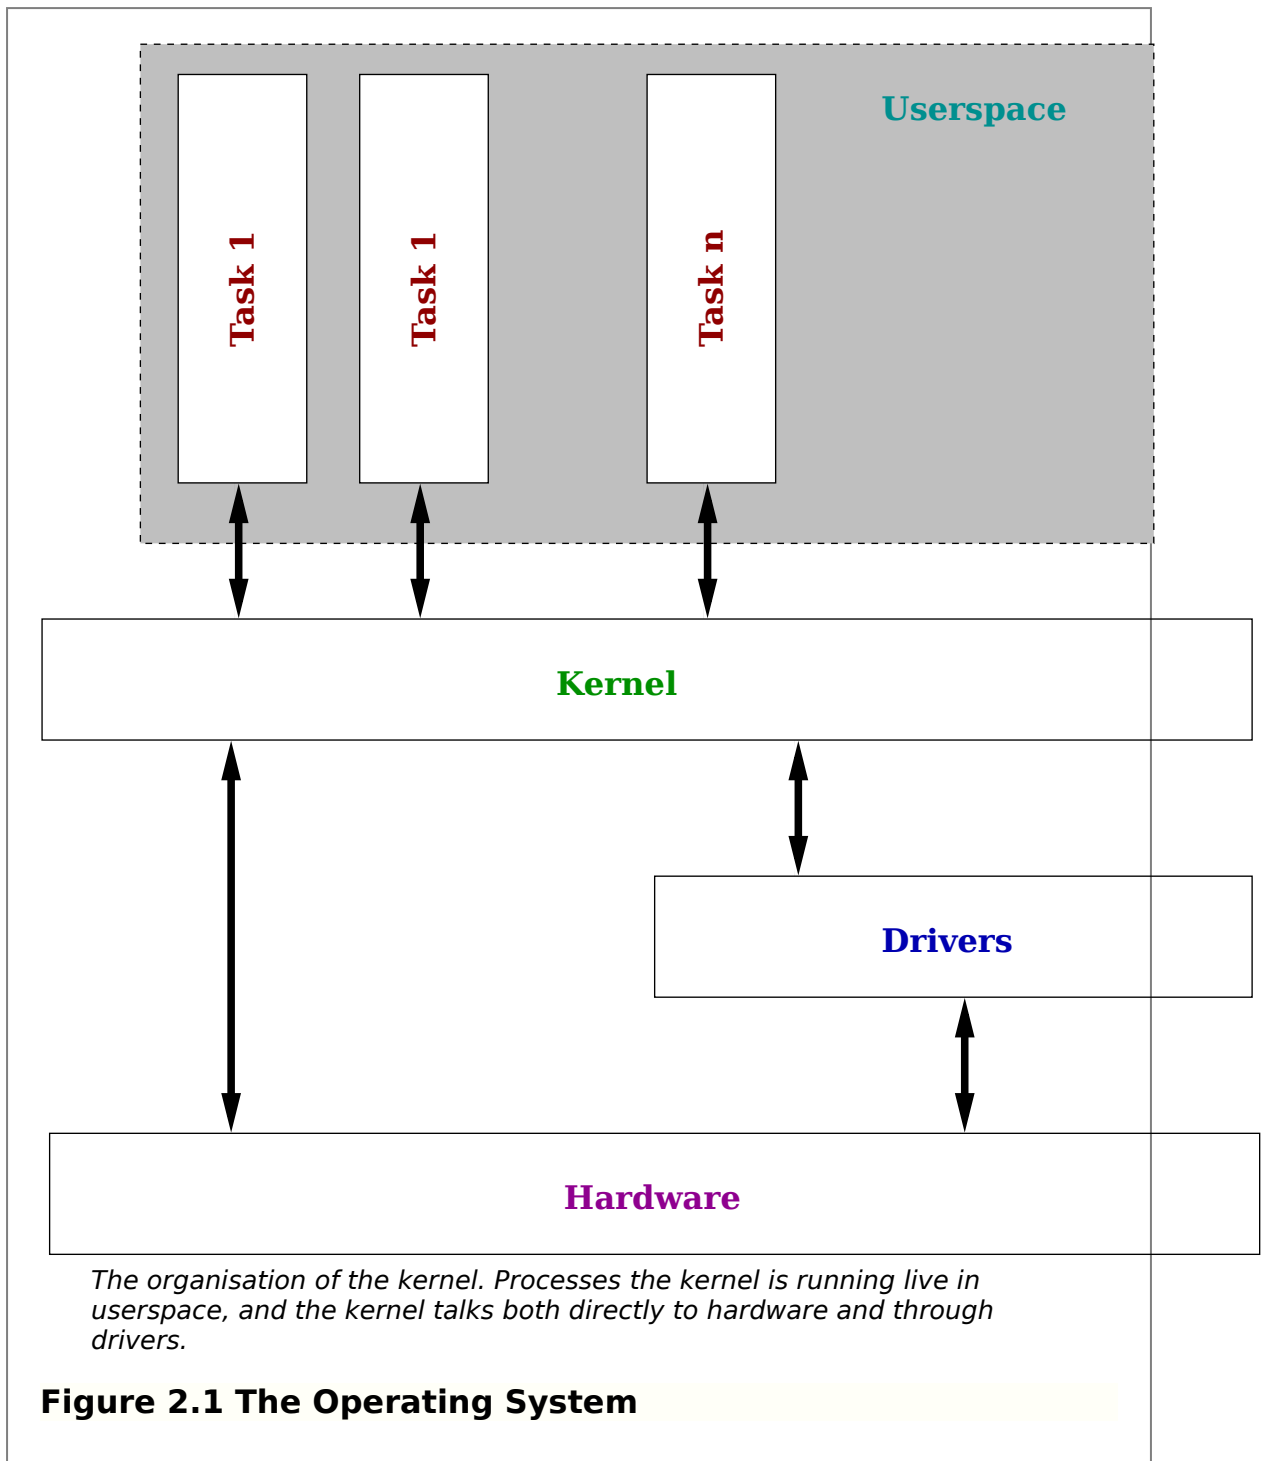 Userspace
Task 1
Task 1
Task n
Kernel
Drivers
Hardware
The organisation of the kernel. Processes the kernel is running live in
userspace, and the kernel talks both directly to hardware and through
drivers.
Figure 2.1 The Operating System